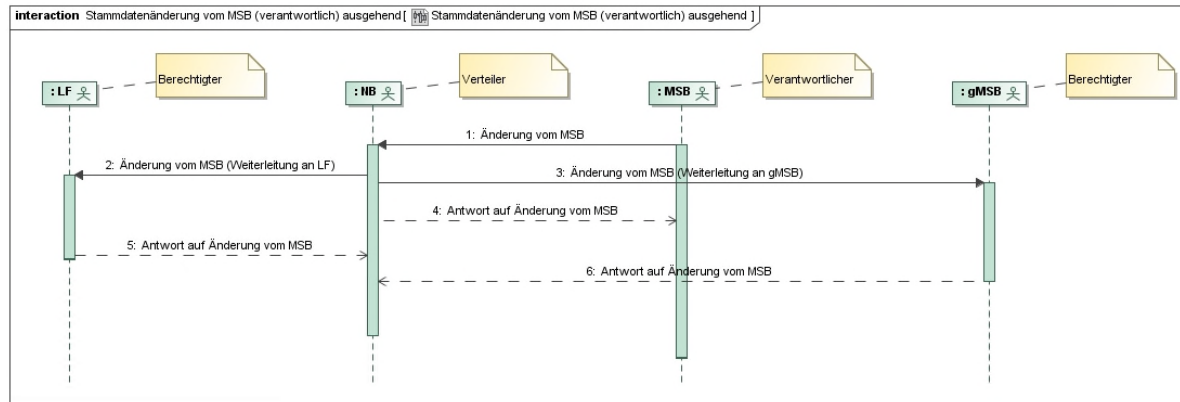 interaction Stammdatenänderung vom MSB (verantwortlich) ausgehend [ Stammdatenänderung vom MSB (verantwortlich) ausgehend ]
Berechtigter
Verteiler
Verantwortlicher
Berechtigter
: LF
: NB
: MSB
: gMSB
1: Änderung vom MSB
2: Änderung vom MSB (Weiterleitung an LF)
3: Änderung vom MSB (Weiterleitung an gMSB)
4: Antwort auf Änderung vom MSB
5: Antwort auf Änderung vom MSB
6: Antwort auf Änderung vom MSB